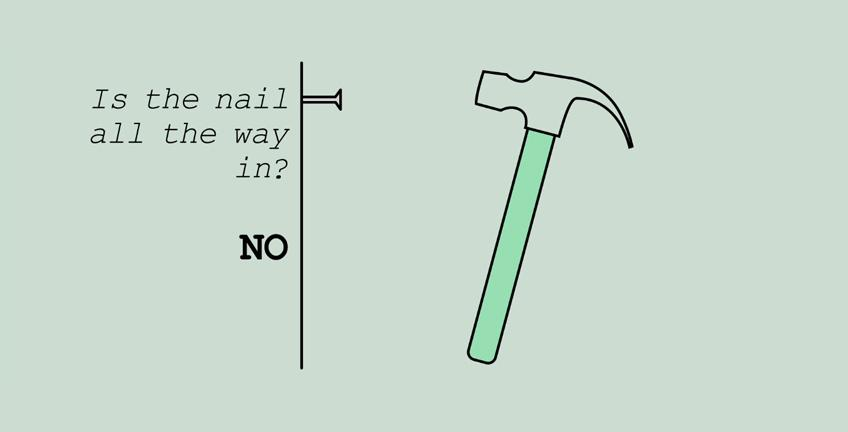 Is the nail
all the way
in?
NO